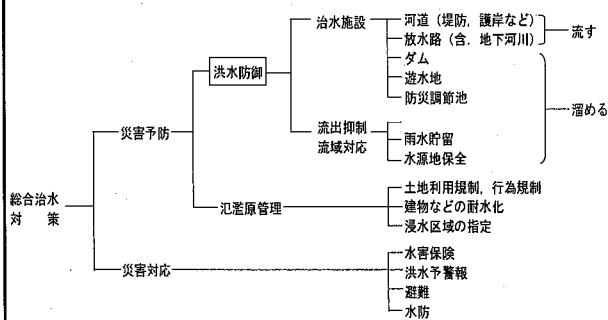 治水施設
河道（堤防，護岸など）
放水路（含．地下河川）
流す
ダム
遊水地
防災調節池
溜める
洪水防御
流出抑制
流域対応
雨水貯留
水源地保全
災害予防
氾濫原管理
土地利用規制，行為規制
建物などの耐水化
浸水区域の指定
総合治水
対　策
災害対応
水害保険
洪水予警報
避難
水防